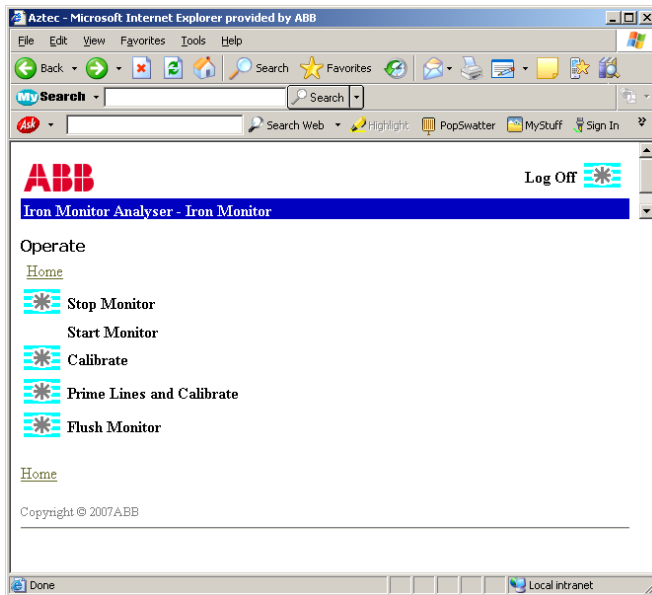 Aztec - Microsoft Internet Explorer provided by ABB
File Edit View Favorites Tools Help
Back Search Favorites
My Search Search
Ask Search Web Highlight PopSwatter MyStuff Sign In
ABB Log Off
Iron Monitor Analyser - Iron Monitor
Operate
Home
Stop Monitor
Start Monitor
Calibrate
Prime Lines and Calibrate
Flush Monitor
Home
Copyright © 2007ABB
Done Local intranet